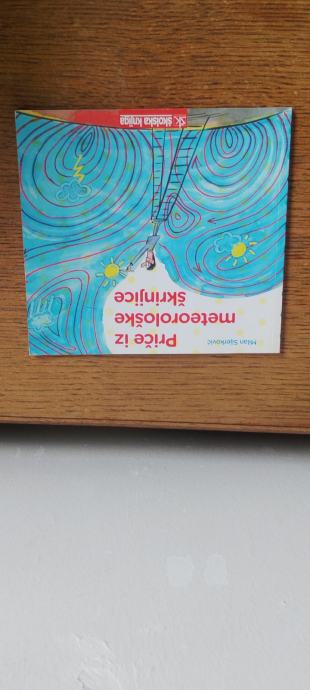 Milan Sijerković
Priče iz
meteorološke
škrinjice
ŠK školska knjiga